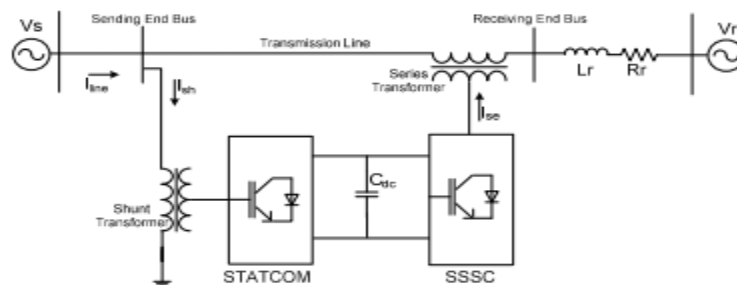 Vs
Sending End Bus
Transmission Line
Receiving End Bus
Vr
Iline
Ish
Series
Transformer
Lr
Rr
Ise
Shunt
Transformer
Cdc
STATCOM
SSSC